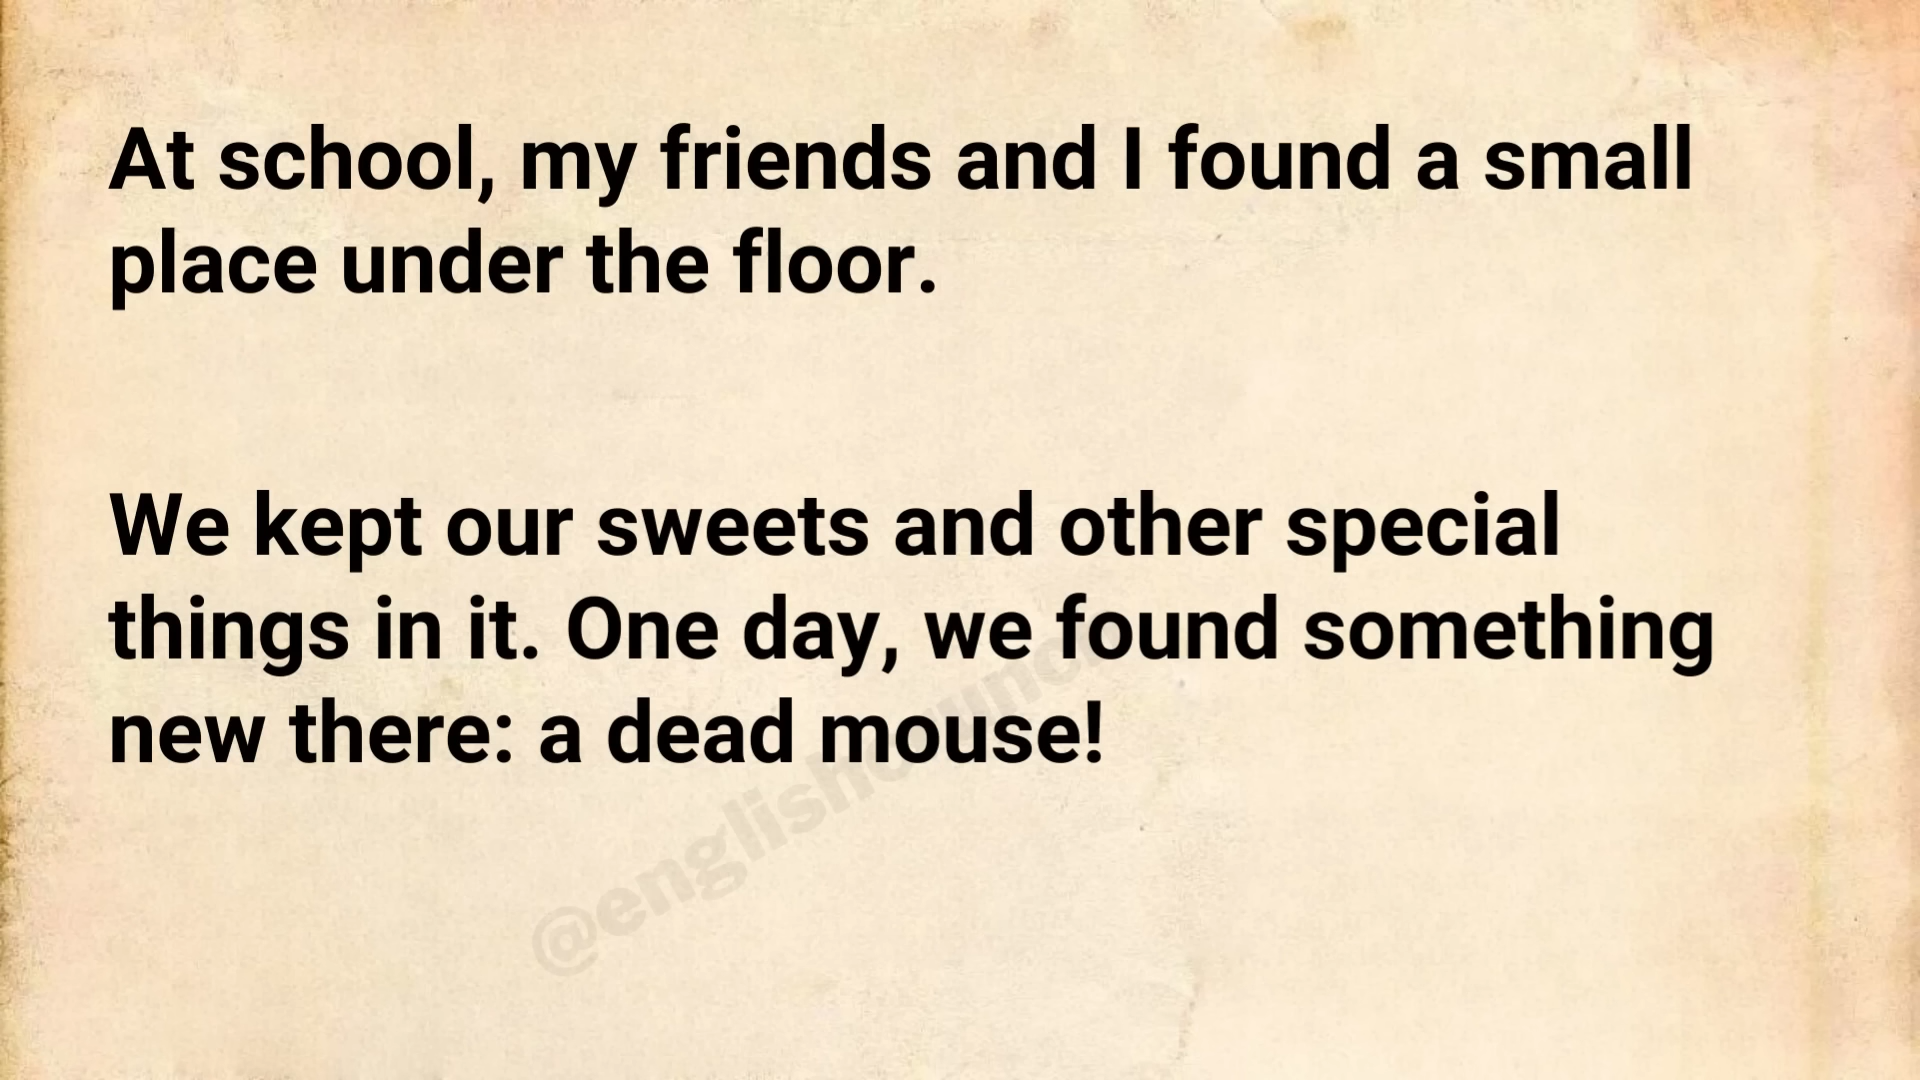 At school, my friends and I found a small
place under the floor.
We kept our sweets and other special
things in it. One day, we found something
new there: a dead mouse!